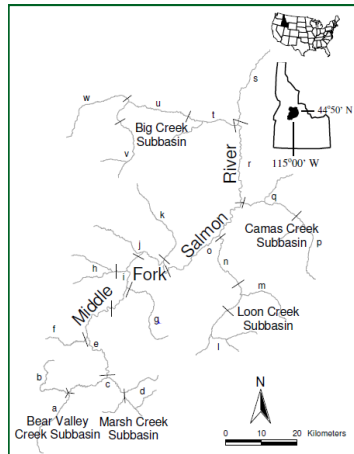 s
w
u
t
Big Creek
Subbasin
44°50' N
115°00' W
v
r
River
k
q
Salmon
Camas Creek
Subbasin
p
o
j
n
h
i
Fork
m
Middle
g
Loon Creek
Subbasin
f
e
l
b
c
d
a
N
Bear Valley
Creek Subbasin
Marsh Creek
Subbasin
0 10 20 Kilometers